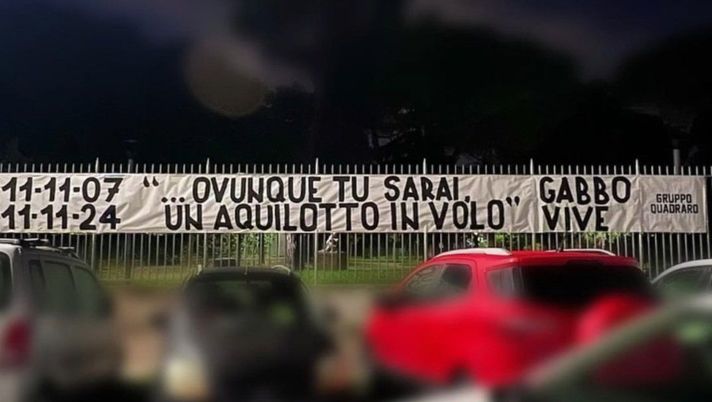 11-11-07 “... OVUNQUE TU SARAI, GABBO
11-11-24 UN AQUILOTTO IN VOLO” VIVE
GRUPPO
QUADRARO